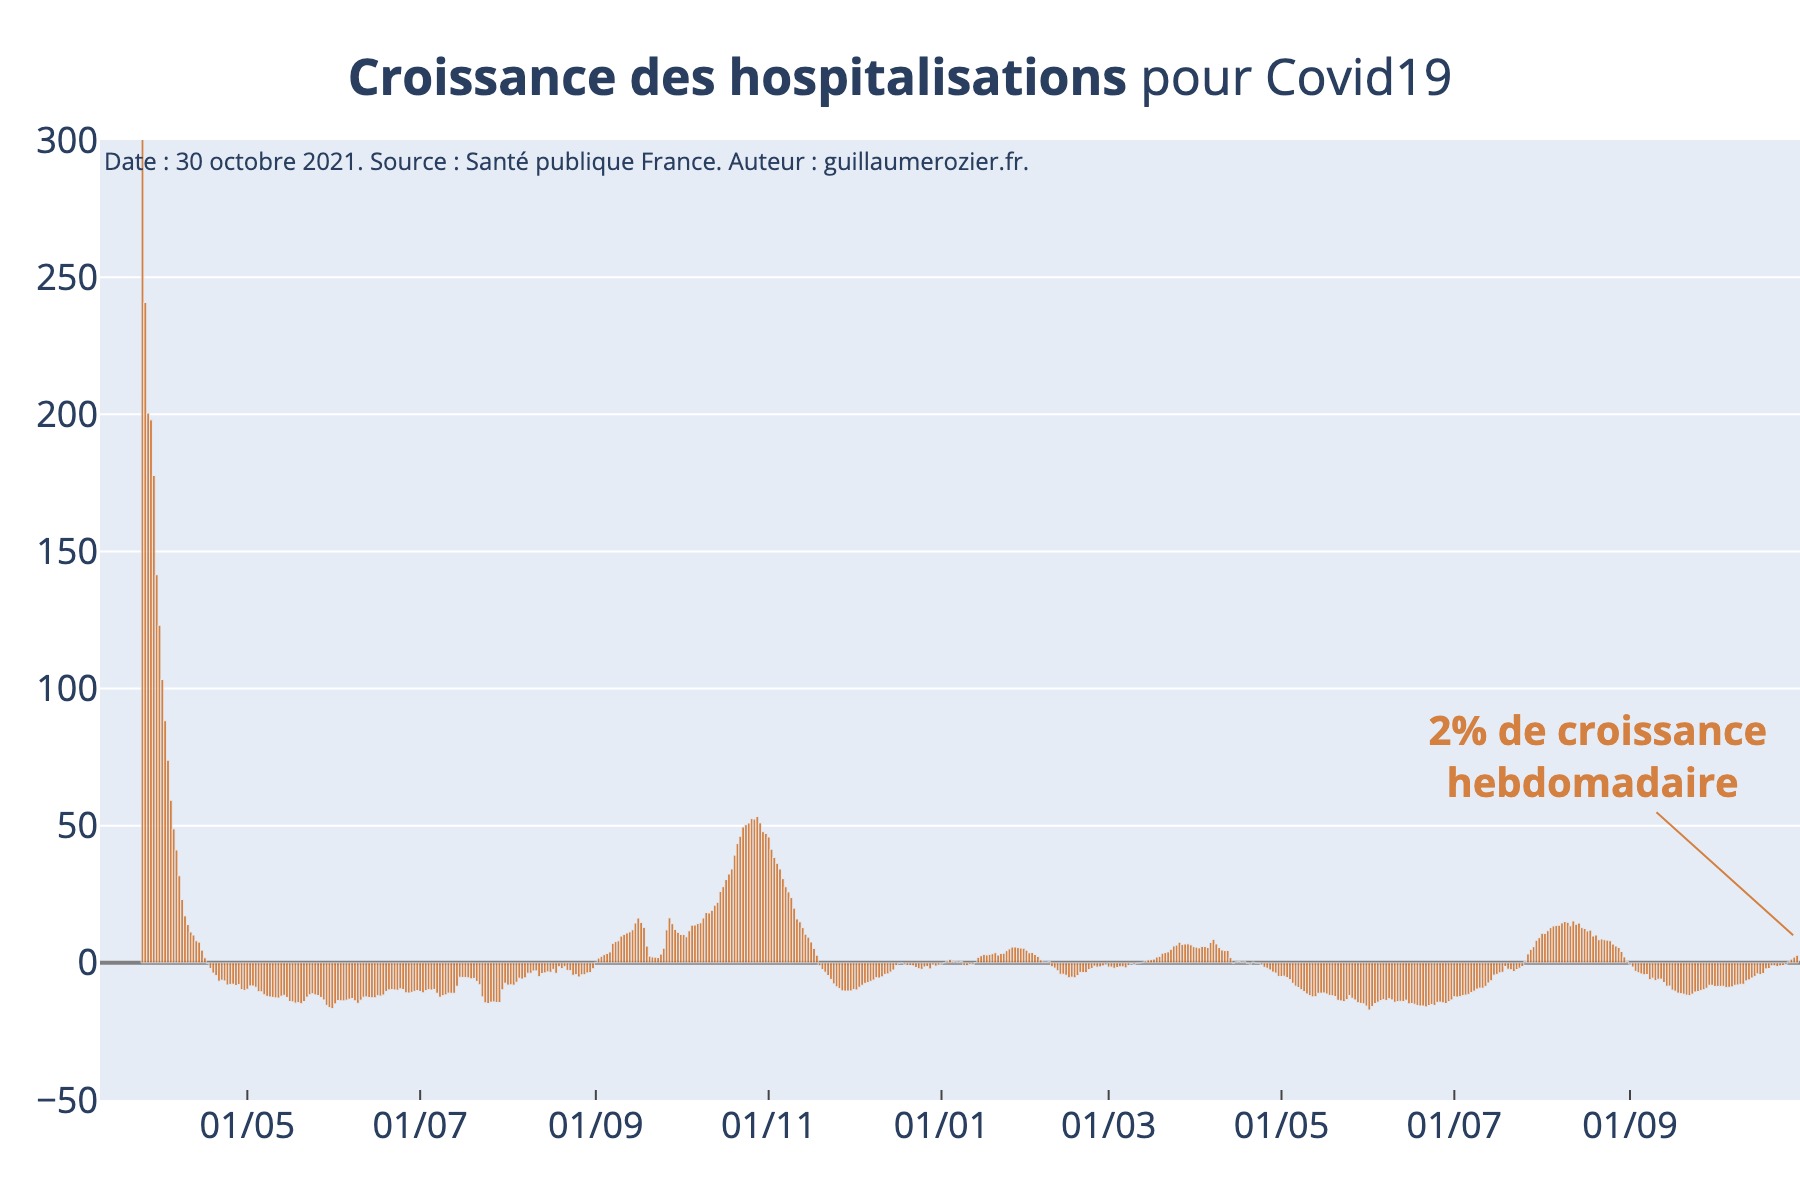 Croissance des hospitalisations pour Covid19
300
Date : 30 octobre 2021. Source : Santé publique France. Auteur : guillaumerozier.fr.
250
200
150
100
2% de croissance
hebdomadaire
50
0
−50
01/05 01/07 01/09 01/11 01/01 01/03 01/05 01/07 01/09